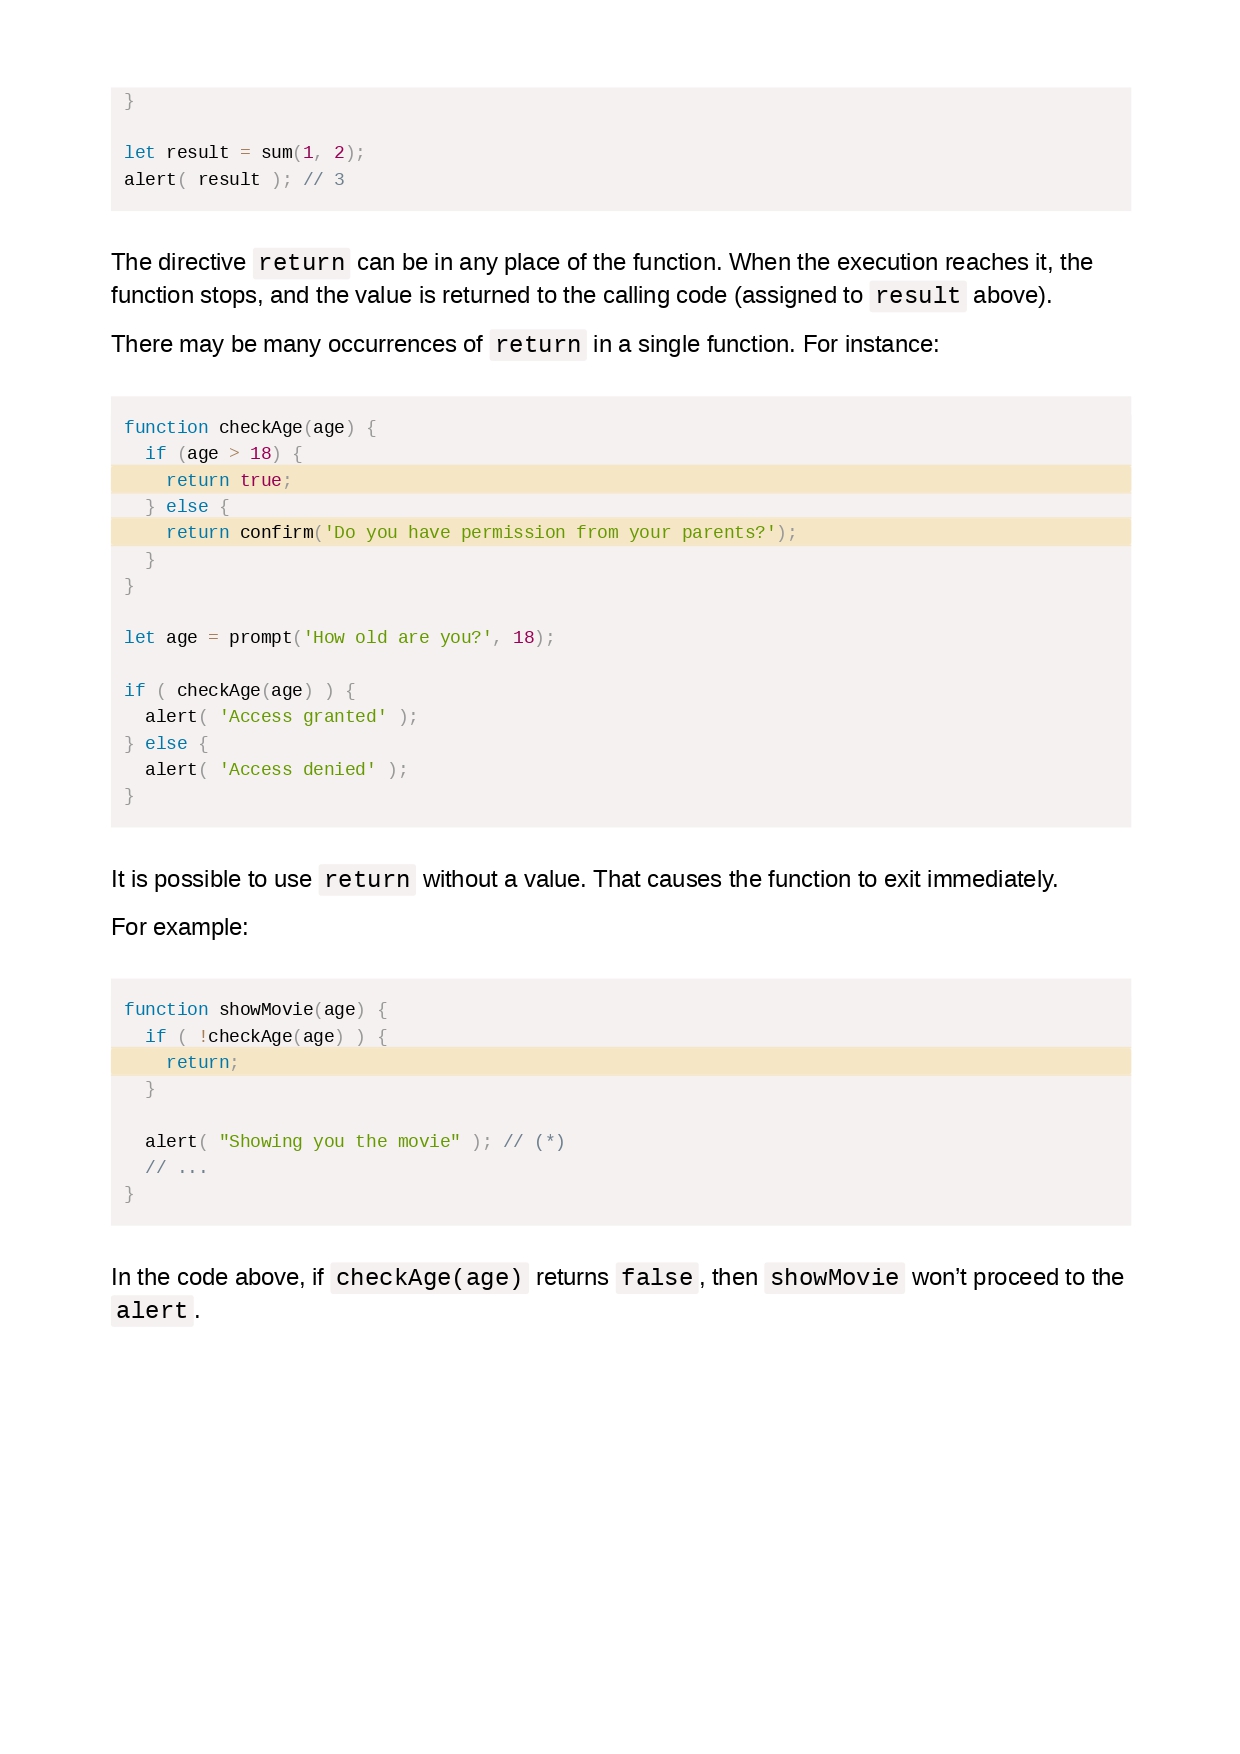 }

let result = sum(1, 2);
alert( result ); // 3

The directive return can be in any place of the function. When the execution reaches it, the
function stops, and the value is returned to the calling code (assigned to result above).

There may be many occurrences of return in a single function. For instance:

function checkAge(age) {
  if (age > 18) {
    return true;
  } else {
    return confirm('Do you have permission from your parents?');
  }
}

let age = prompt('How old are you?', 18);

if ( checkAge(age) ) {
  alert( 'Access granted' );
} else {
  alert( 'Access denied' );
}

It is possible to use return without a value. That causes the function to exit immediately.

For example:

function showMovie(age) {
  if ( !checkAge(age) ) {
    return;
  }

  alert( "Showing you the movie" ); // (*)
  // ...
}

In the code above, if checkAge(age) returns false, then showMovie won’t proceed to the
alert.